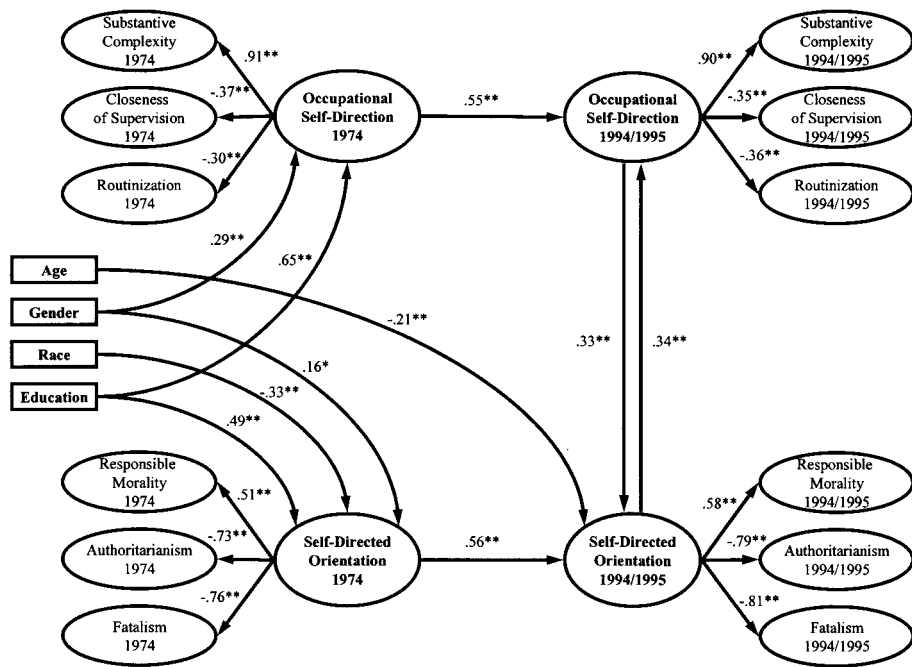 Substantive
Complexity
1974
.91**
Closeness
of Supervision
1974
-.37**
Routinization
1974
-.30**
Occupational
Self-Direction
1974
.55**
Occupational
Self-Direction
1994/1995
.90**
Substantive
Complexity
1994/1995
-.35**
Closeness
of Supervision
1994/1995
-.36**
Routinization
1994/1995
.29**
.65**
Age
Gender
Race
Education
-.21**
.16*
-.33**
.49**
.33**
.34**
Responsible
Morality
1974
.51**
Authoritarianism
1974
-.73**
Fatalism
1974
-.76**
Self-Directed
Orientation
1974
.56**
Self-Directed
Orientation
1994/1995
.58**
Responsible
Morality
1994/1995
-.79**
Authoritarianism
1994/1995
-.81**
Fatalism
1994/1995